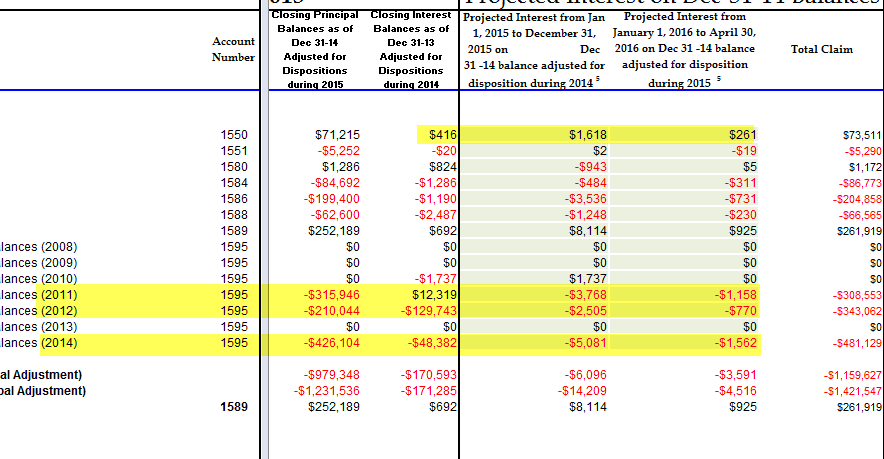 Projected Interest on Dec-31-14 Balances
Closing Principal Balances as of Dec 31-14 Adjusted for Dispositions during 2015
Closing Interest Balances as of Dec 31-13 Adjusted for Dispositions during 2014
Projected Interest from Jan 1, 2015 to December 31, 2015 on Dec 31 -14 balance adjusted for disposition during 2014 5
Projected Interest from January 1, 2016 to April 30, 2016 on Dec 31 -14 balance adjusted for disposition during 2015 5
Account Number
Total Claim
1550 $71,215 $416 $1,618 $261 $73,511
1551 -$5,252 -$20 $2 -$19 -$5,290
1580 $1,286 $824 -$943 $5 $1,172
1584 -$84,692 -$1,286 -$484 -$311 -$86,773
1586 -$199,400 -$1,190 -$3,536 -$731 -$204,858
1588 -$62,600 -$2,487 -$1,248 -$230 -$66,565
1589 $252,189 $692 $8,114 $925 $261,919
lances (2008) 1595 $0 $0 $0 $0 $0
lances (2009) 1595 $0 $0 $0 $0 $0
lances (2010) 1595 $0 -$1,737 $1,737 $0 $0
lances (2011) 1595 -$315,946 $12,319 -$3,768 -$1,158 -$308,553
lances (2012) 1595 -$210,044 -$129,743 -$2,505 -$770 -$343,062
lances (2013) 1595 $0 $0 $0 $0 $0
lances (2014) 1595 -$426,104 -$48,382 -$5,081 -$1,562 -$481,129
al Adjustment) -$979,348 -$170,593 -$6,096 -$3,591 -$1,159,627
bal Adjustment) -$1,231,536 -$171,285 -$14,209 -$4,516 -$1,421,547
1589 $252,189 $692 $8,114 $925 $261,919